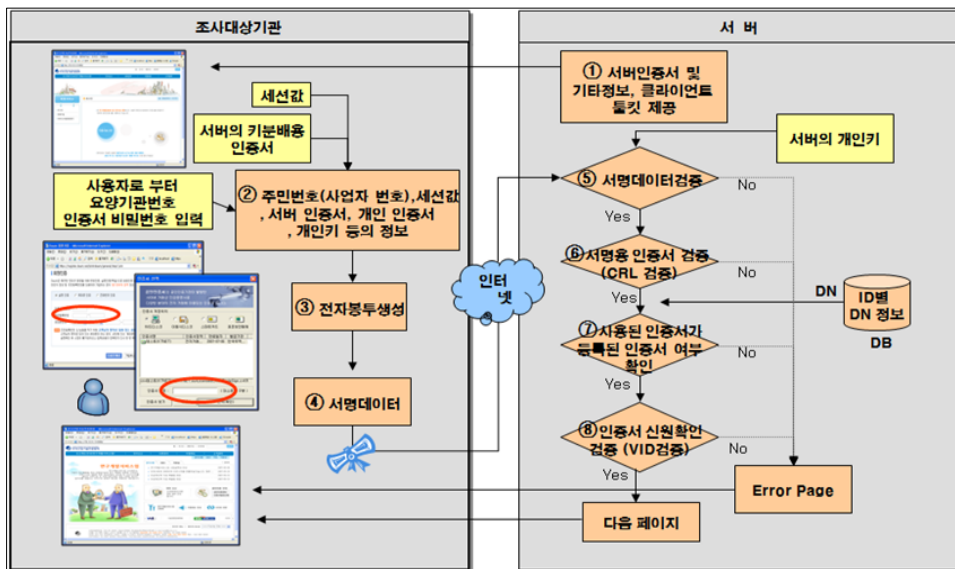 조사대상기관
서 버
① 서버인증서 및
기타정보, 클라이언트
툴킷 제공
세션값
서버의 키분배용
인증서
서버의 개인키
사용자로 부터
요양기관번호
인증서 비밀번호 입력
② 주민번호(사업자 번호),세션값
, 서버 인증서, 개인 인증서
, 개인키 등의 정보
⑤ 서명데이터검증
No
Yes
⑥서명용 인증서 검증
(CRL 검증)
No
Yes
인터
넷
③ 전자봉투생성
DN
ID별
DN 정보
DB
⑦ 사용된 인증서가
등록된 인증서 여부
확인
No
Yes
④ 서명데이터
⑧인증서 신원확인
검증 (VID검증)
No
Yes
Error Page
다음 페이지